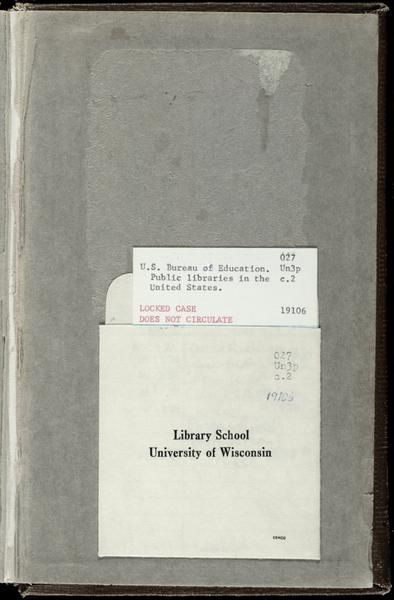 U.S. Bureau of Education. 027
Public libraries in the Un3p
United States. c.2
LOCKED CASE 19106
DOES NOT CIRCULATE
027
Un3p
c.2
19106
Library School
University of Wisconsin
DEMCO